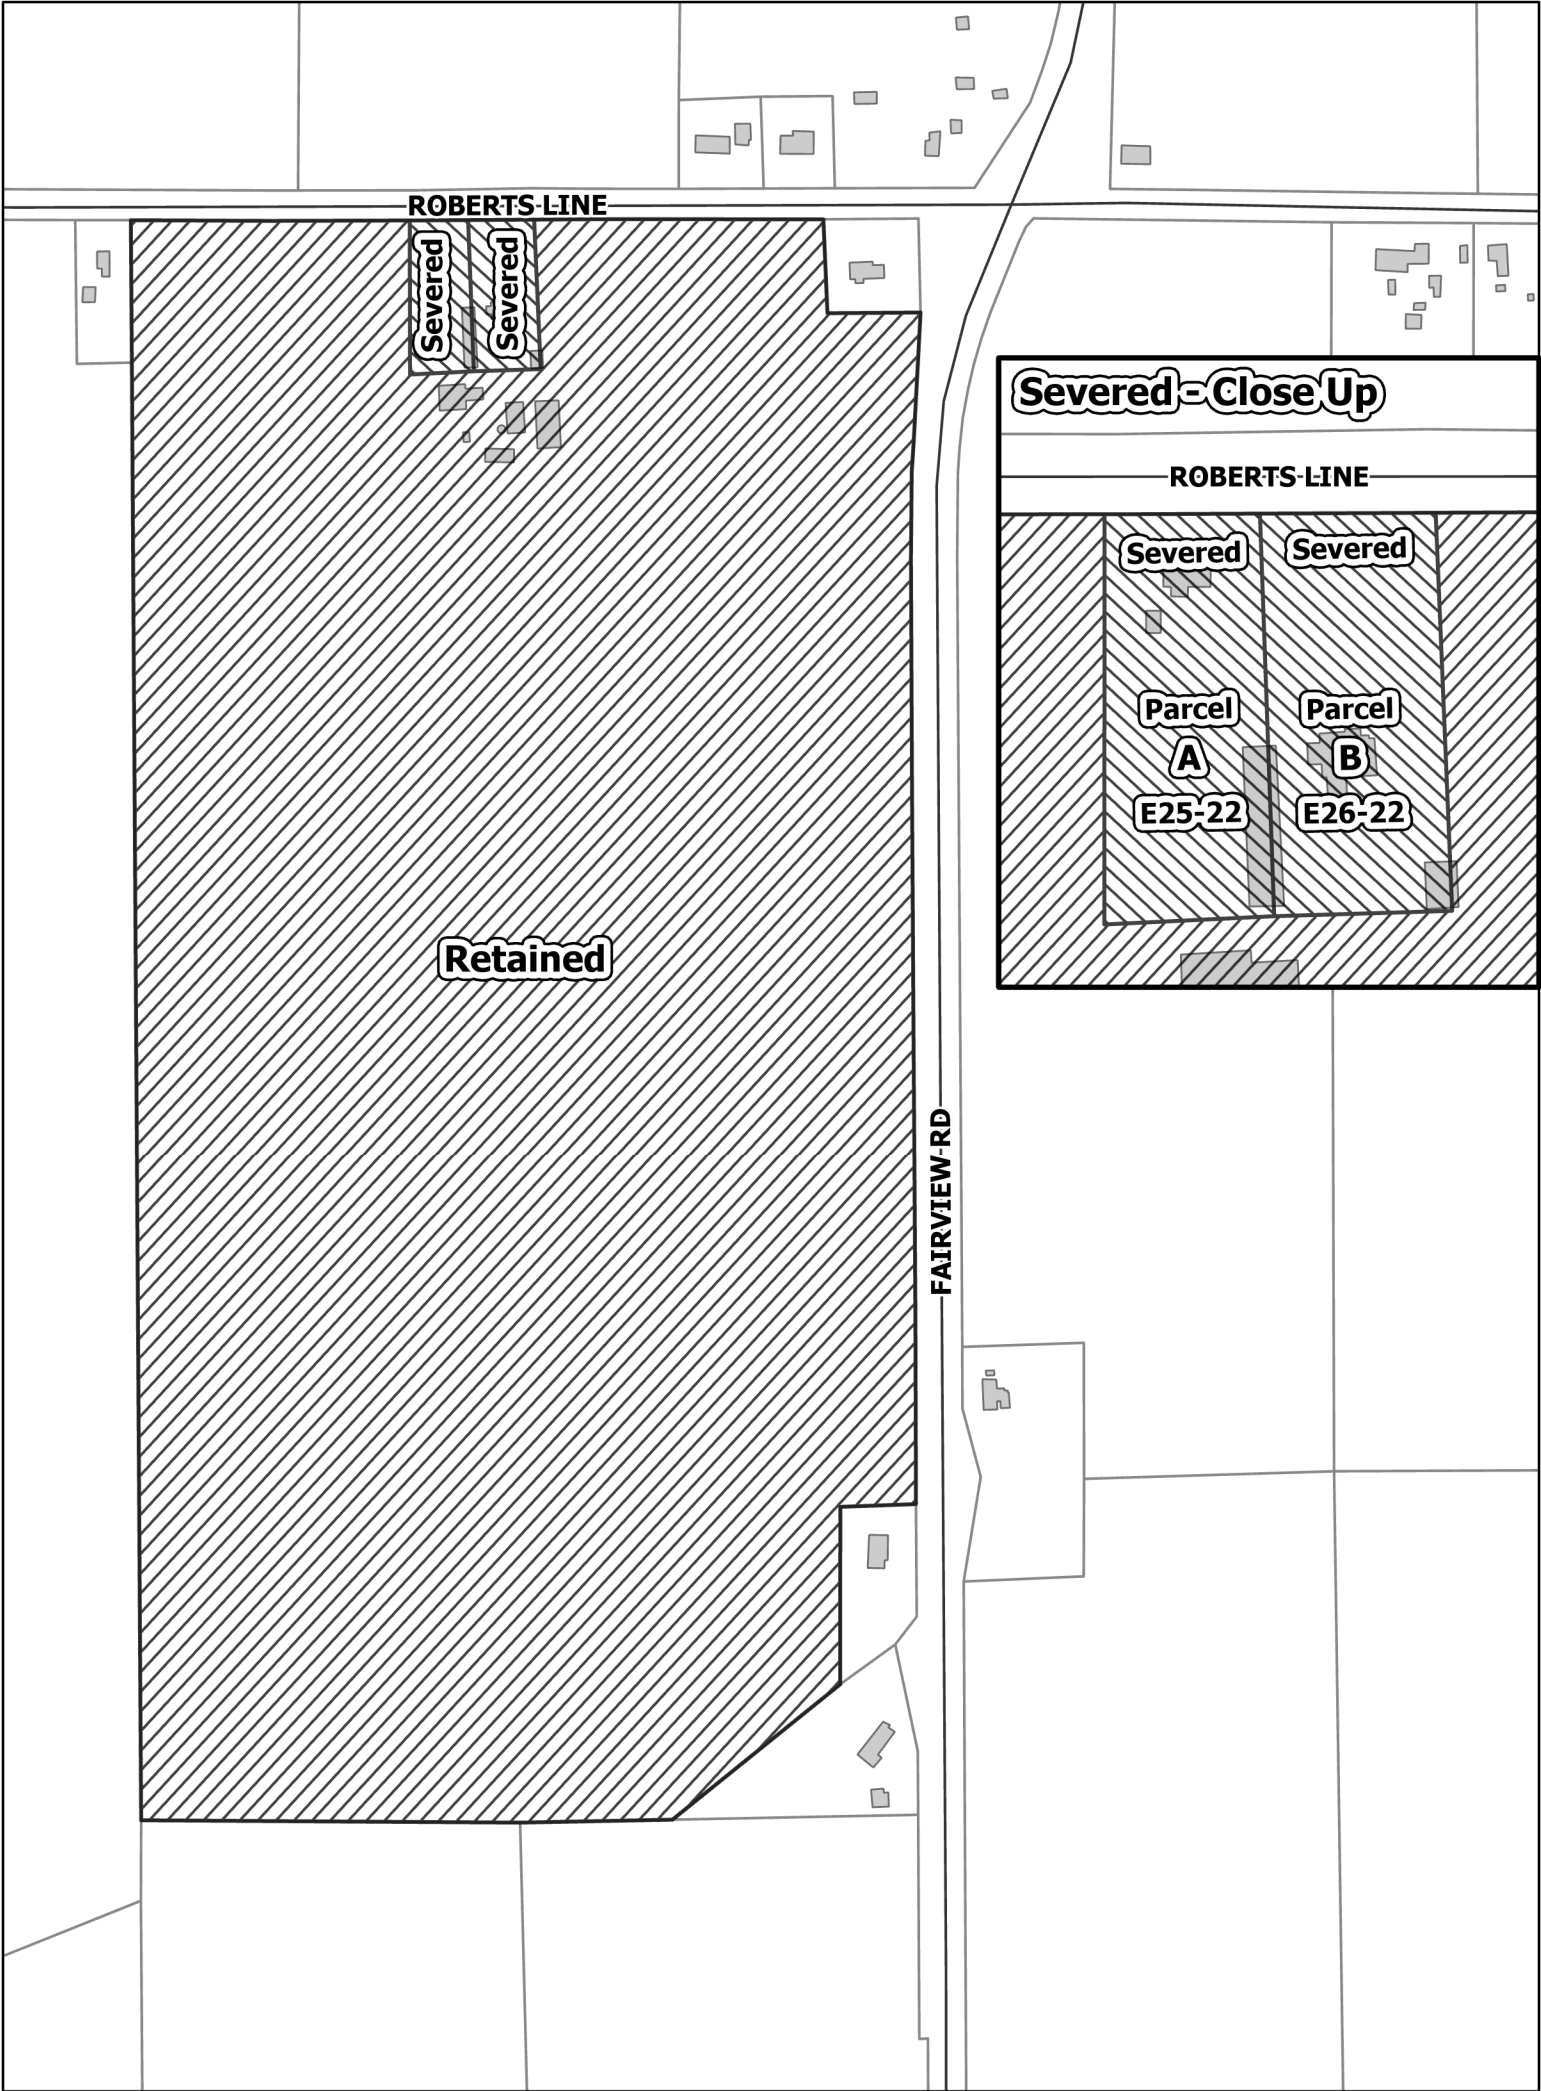 ROBERTS LINE
Severed
Severed
Severed - Close Up
ROBERTS LINE
Severed
Severed
Parcel
A
E25-22
Parcel
B
E26-22
Retained
FAIRVIEW RD